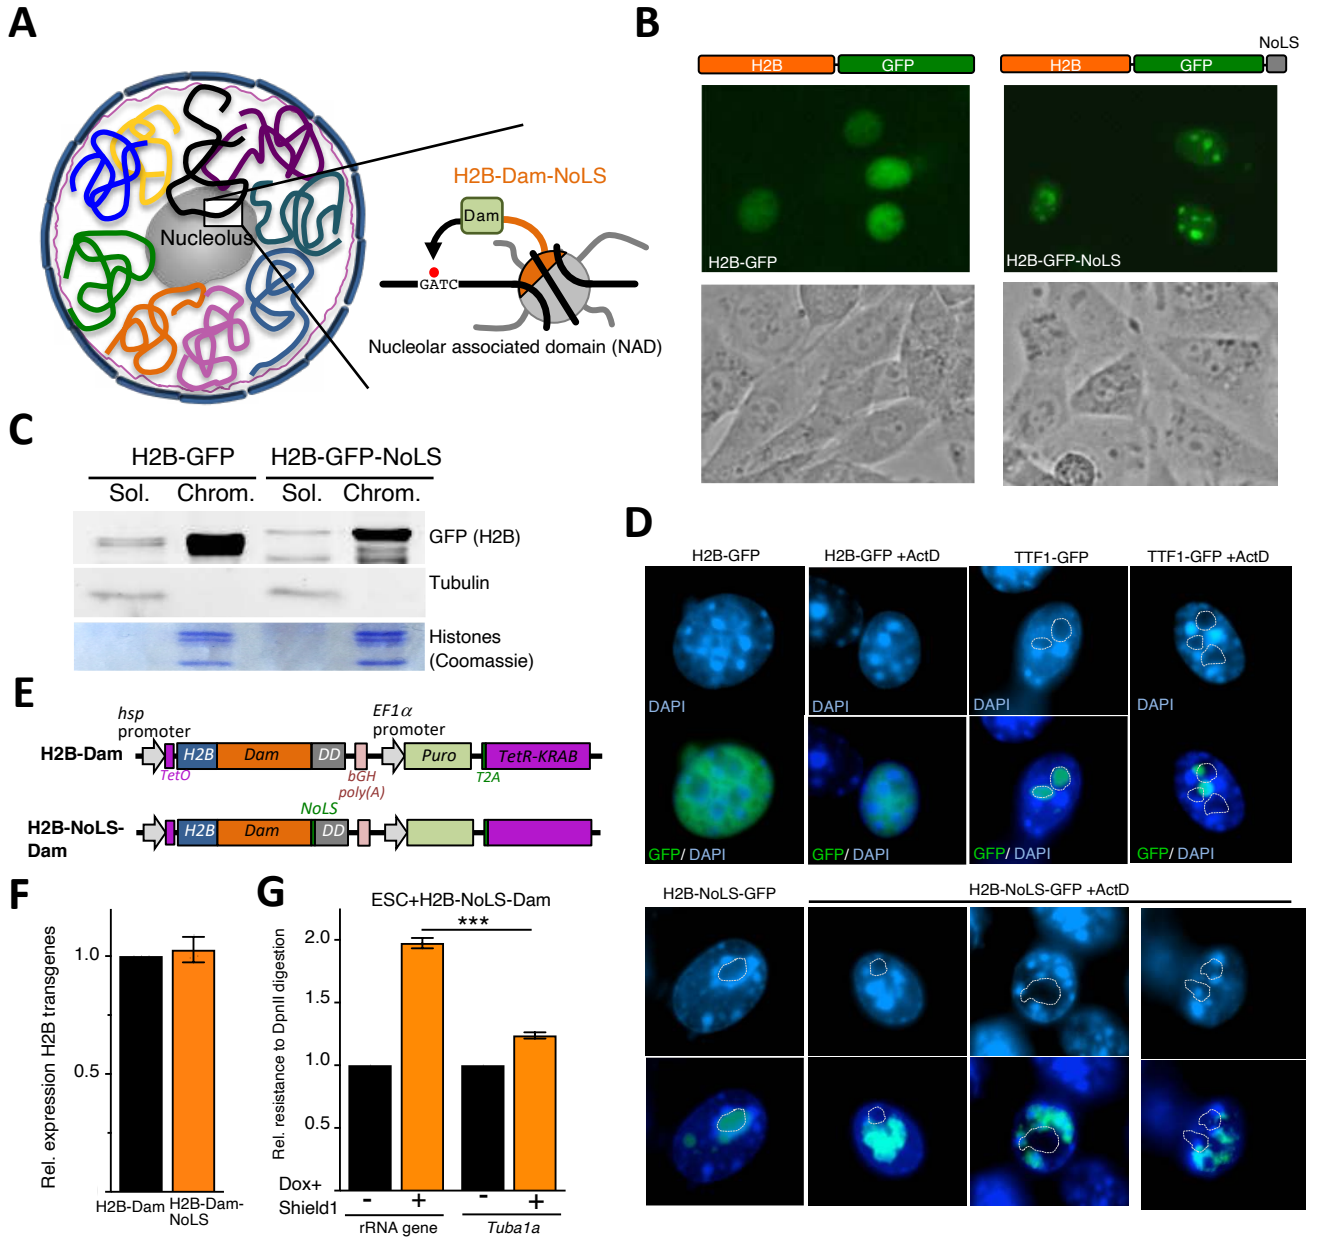 A
Nucleolus
H2B-Dam-NoLS
Dam
GATC
Nucleolar associated domain (NAD)
B
H2B
GFP
NoLS
H2B
GFP
H2B-GFP
H2B-GFP-NoLS
C
H2B-GFP
H2B-GFP-NoLS
Sol.
Chrom.
Sol.
Chrom.
GFP (H2B)
Tubulin
Histones
(Coomassie)
D
H2B-GFP
H2B-GFP +ActD
TTF1-GFP
TTF1-GFP +ActD
DAPI
DAPI
DAPI
DAPI
GFP/ DAPI
GFP/ DAPI
GFP/ DAPI
GFP/ DAPI
H2B-NoLS-GFP
H2B-NoLS-GFP +ActD
E
hsp
promoter
EF1α
promoter
H2B-Dam
H2B
Dam
DD
Puro
TetR-KRAB
TetO
bGH
poly(A)
T2A
NoLS
H2B-NoLS-
Dam
H2B
Dam
DD
F
Rel. expression H2B transgenes
1.0
0.5
H2B-Dam
H2B-Dam-
NoLS
G
ESC+H2B-NoLS-Dam
***
Rel. resistance to DpnII digestion
2.0
1.5
1.0
0.5
Dox+
Shield1
-
+
-
+
rRNA gene
Tuba1a